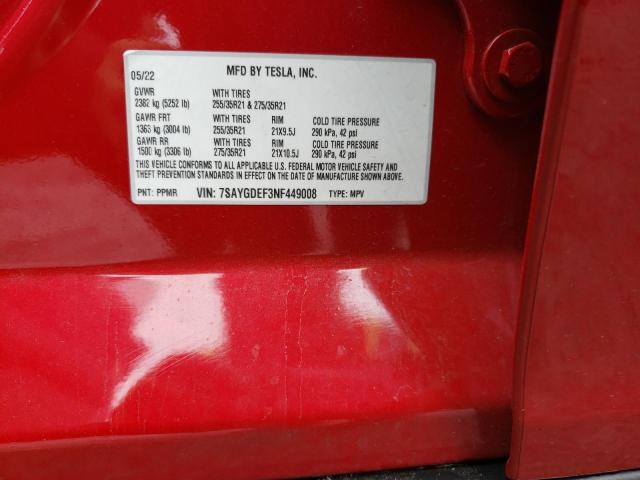 05/22 MFD BY TESLA, INC.
GVWR WITH TIRES
2382 kg (5252 lb) 255/35R21 & 275/35R21
GAWR FRT WITH TIRES RIM COLD TIRE PRESSURE
1363 kg (3004 lb) 255/35R21 21X9.5J 290 kPa, 42 psi
GAWR RR WITH TIRES RIM COLD TIRE PRESSURE
1500 kg (3306 lb) 275/35R21 21X10.5J 290 kPa, 42 psi
THIS VEHICLE CONFORMS TO ALL APPLICABLE U.S. FEDERAL MOTOR VEHICLE SAFETY AND
THEFT PREVENTION STANDARDS IN EFFECT ON THE DATE OF MANUFACTURE SHOWN ABOVE.
PNT: PPMR VIN: 7SAYGDEF3NF449008 TYPE: MPV